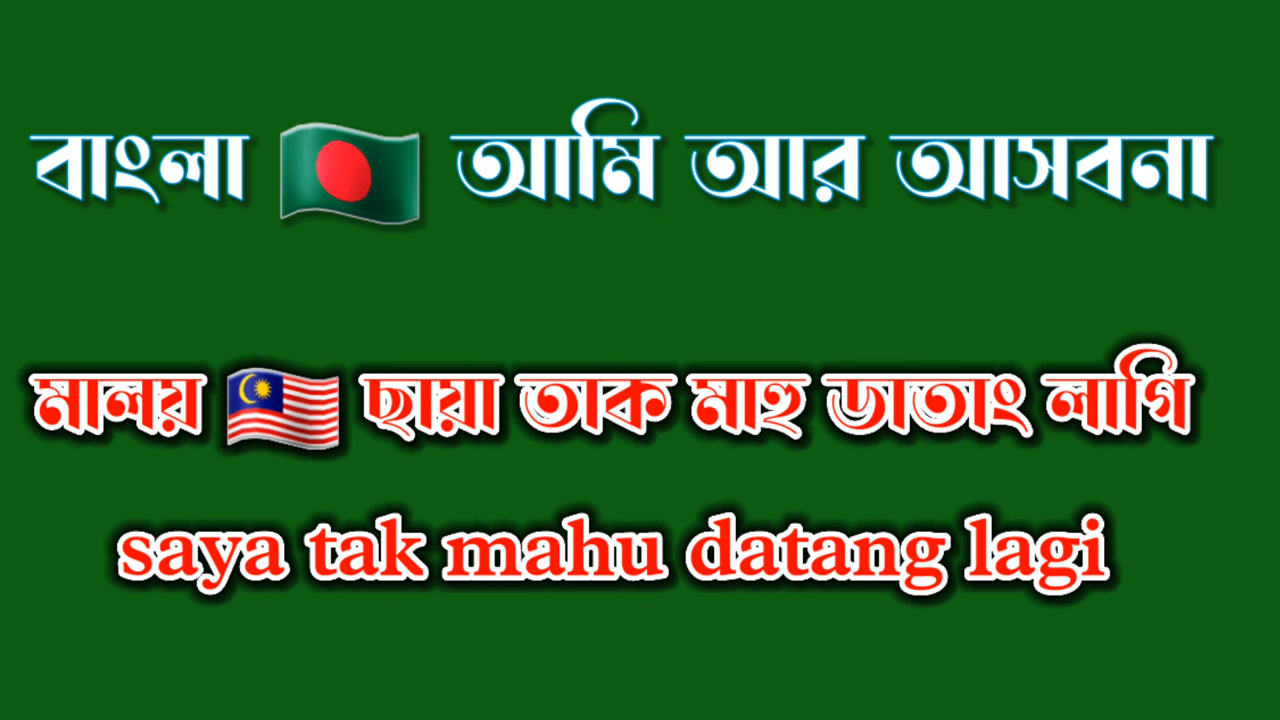 বাংলা 🇧🇩 আমি আর আসবনা
মালয় 🇲🇾 ছায়া তাক মাহু ডাতাং লাগি
saya tak mahu datang lagi